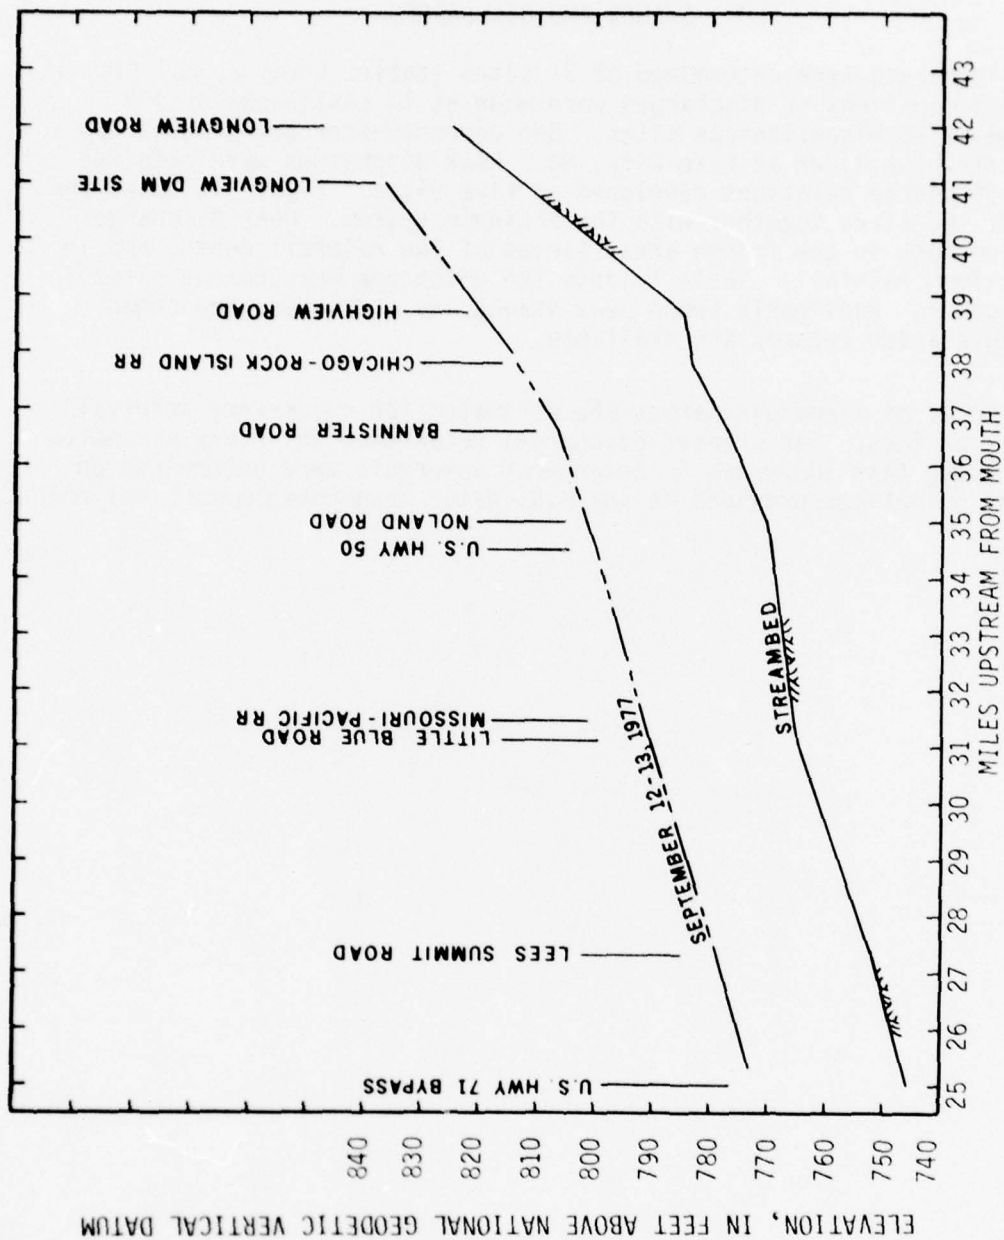 ELEVATION, IN FEET ABOVE NATIONAL GEODETIC VERTICAL DATUM
840
830
820
810
800
790
780
770
760
750
740
U.S. HWY 71 BYPASS
LEES SUMMIT ROAD
LITTLE BLUE ROAD
MISSOURI-PACIFIC RR
U.S. HWY 50
NOLAND ROAD
BANNISTER ROAD
CHICAGO-ROCK ISLAND RR
HIGHVIEW ROAD
LONGVIEW DAM SITE
LONGVIEW ROAD
SEPTEMBER 12-13, 1977
STREAMBED
25 26 27 28 29 30 31 32 33 34 35 36 37 38 39 40 41 42 43
MILES UPSTREAM FROM MOUTH